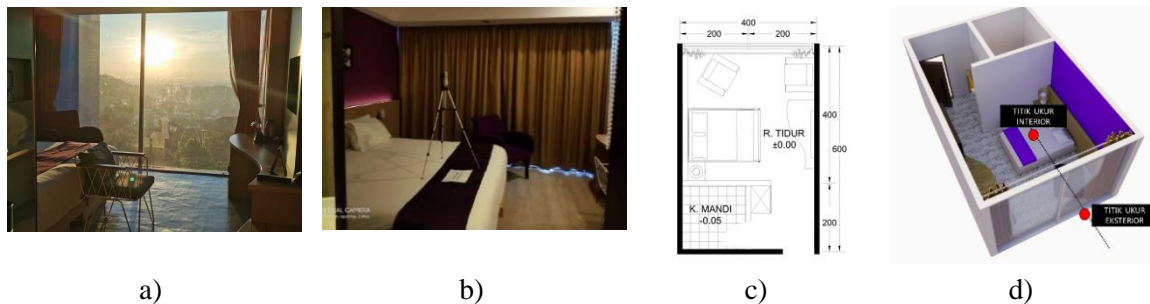 400
200 200
R. TIDUR
±0.00
400
600
K. MANDI
-0.05
200
TITIK UKUR
INTERIOR
TITIK UKUR
EKSTERIOR
a) b) c) d)